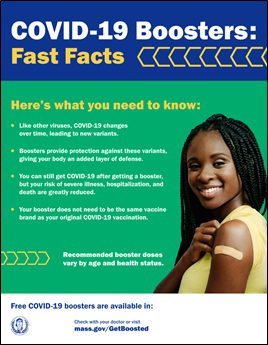 COVID-19 Boosters:
Fast Facts
Here's what you need to know:
• Like other viruses, COVID-19 changes
over time, leading to new variants.
• Boosters provide protection against these variants,
giving your body an added layer of defense.
• You can still get COVID-19 after getting a booster,
but your risk of severe illness, hospitalization, and
death are greatly reduced.
• Your booster does not need to be the same vaccine
brand as your original COVID-19 vaccination.
Recommended booster doses
vary by age and health status.
Free COVID-19 boosters are available in:
Check with your doctor or visit
mass.gov/GetBoosted